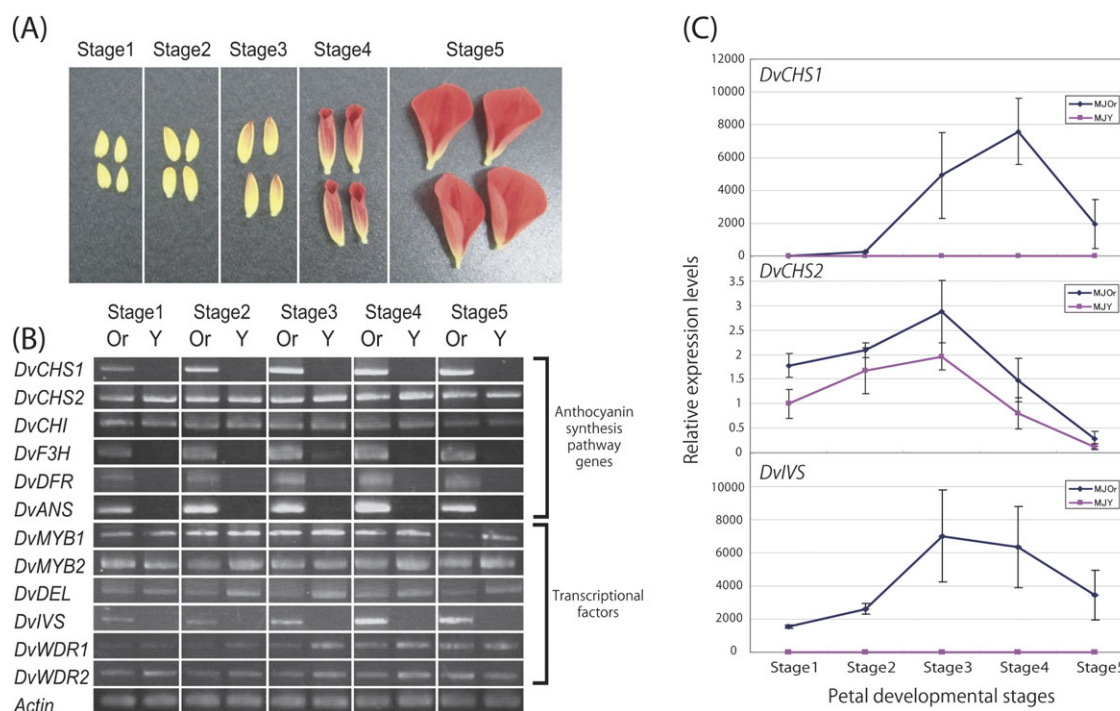 (A)
Stage1 Stage2 Stage3 Stage4 Stage5
(B)
Stage1 Stage2 Stage3 Stage4 Stage5
Or Y Or Y Or Y Or Y Or Y
DvCHS1
DvCHS2
DvCHI
DvF3H
DvDFR
DvANS
DvMYB1
DvMYB2
DvDEL
DvIVS
DvWDR1
DvWDR2
Actin
Anthocyanin
synthesis
pathway
genes
Transcriptional
factors
(C)
Relative expression levels
DvCHS1
MJOr
MJY
12000
10000
8000
6000
4000
2000
0
DvCHS2
MJOr
MJY
3.5
3
2.5
2
1.5
1
0.5
0
DvIVS
MJOr
MJY
10000
8000
6000
4000
2000
0
Stage1 Stage2 Stage3 Stage4 Stage5
Petal developmental stages